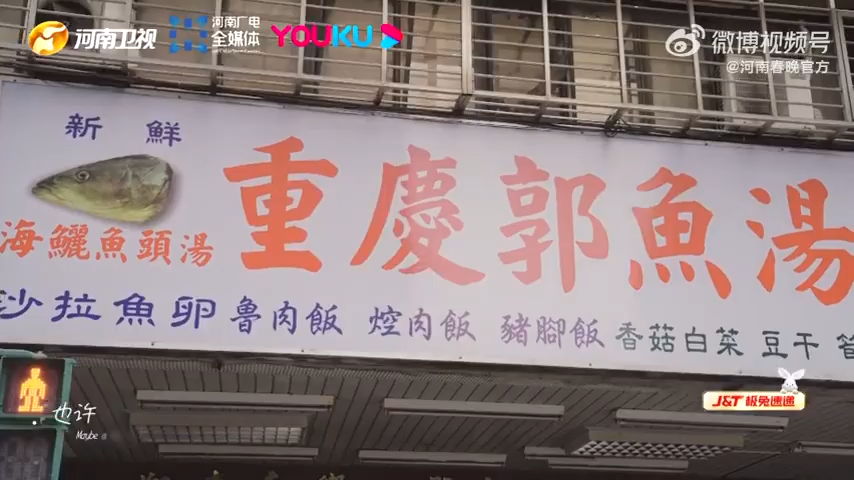 河南卫视
河南广电
全媒体
YOUKU
微博视频号
@河南春晚官方
新鮮
海鱺魚頭湯
重慶郭魚湯
沙拉魚卵 魯肉飯 焢肉飯 豬腳飯 香菇白菜 豆干
也许
Maybe
J&T 极兔速递